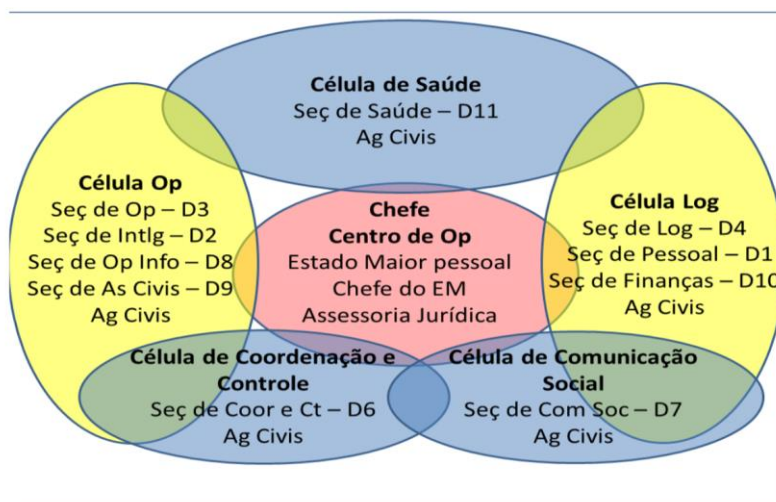 Célula de Saúde
Seç de Saúde – D11
Ag Civis
Célula Op
Seç de Op – D3
Seç de Intlg – D2
Seç de Op Info – D8
Seç de As Civis – D9
Ag Civis
Chefe
Centro de Op
Estado Maior pessoal
Chefe do EM
Assessoria Jurídica
Célula Log
Seç de Log – D4
Seç de Pessoal – D1
Seç de Finanças – D10
Ag Civis
Célula de Coordenação e
Controle
Seç de Coor e Ct – D6
Ag Civis
Célula de Comunicação
Social
Seç de Com Soc – D7
Ag Civis